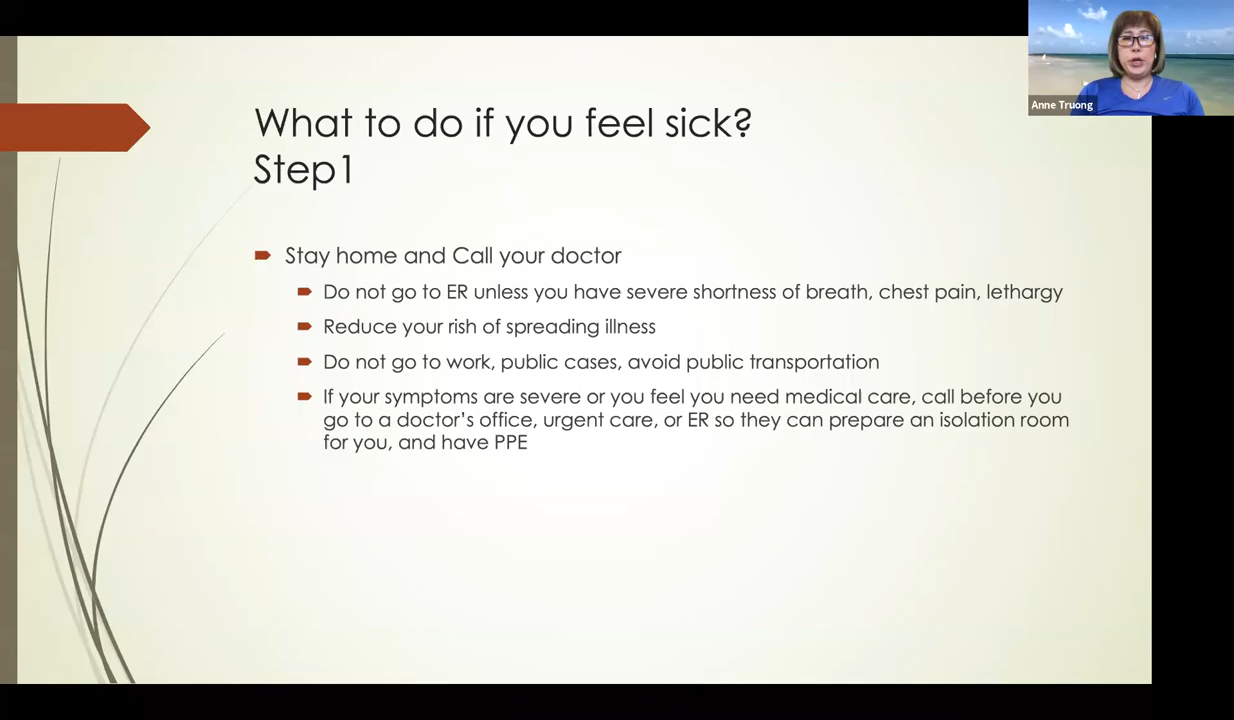 What to do if you feel sick?
Step1
Stay home and Call your doctor
Do not go to ER unless you have severe shortness of breath, chest pain, lethargy
Reduce your rish of spreading illness
Do not go to work, public cases, avoid public transportation
If your symptoms are severe or you feel you need medical care, call before you
go to a doctor's office, urgent care, or ER so they can prepare an isolation room
for you, and have PPE
Anne Truong